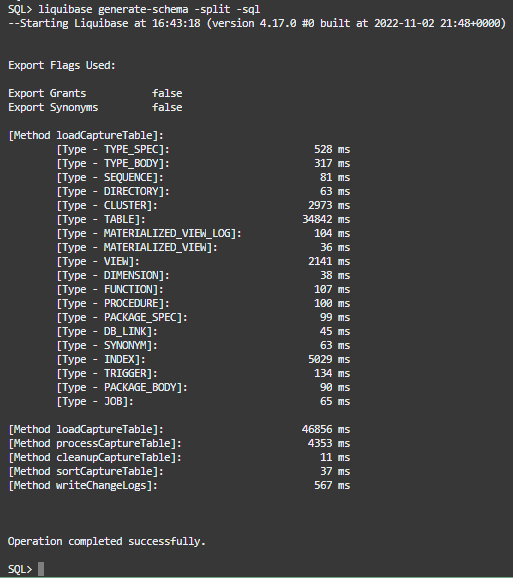 SQL> liquibase generate-schema -split -sql
--Starting Liquibase at 16:43:18 (version 4.17.0 #0 built at 2022-11-02 21:48+0000)
Export Flags Used:
Export Grants false
Export Synonyms false
[Method loadCaptureTable]:
[Type - TYPE_SPEC]: 528 ms
[Type - TYPE_BODY]: 317 ms
[Type - SEQUENCE]: 81 ms
[Type - DIRECTORY]: 63 ms
[Type - CLUSTER]: 2973 ms
[Type - TABLE]: 34842 ms
[Type - MATERIALIZED_VIEW_LOG]: 104 ms
[Type - MATERIALIZED_VIEW]: 36 ms
[Type - VIEW]: 2141 ms
[Type - DIMENSION]: 38 ms
[Type - FUNCTION]: 107 ms
[Type - PROCEDURE]: 100 ms
[Type - PACKAGE_SPEC]: 99 ms
[Type - DB_LINK]: 45 ms
[Type - SYNONYM]: 63 ms
[Type - INDEX]: 5029 ms
[Type - TRIGGER]: 134 ms
[Type - PACKAGE_BODY]: 90 ms
[Type - JOB]: 65 ms
[Method loadCaptureTable]: 46856 ms
[Method processCaptureTable]: 4353 ms
[Method cleanupCaptureTable]: 11 ms
[Method sortCaptureTable]: 37 ms
[Method writeChangeLogs]: 567 ms
Operation completed successfully.
SQL>